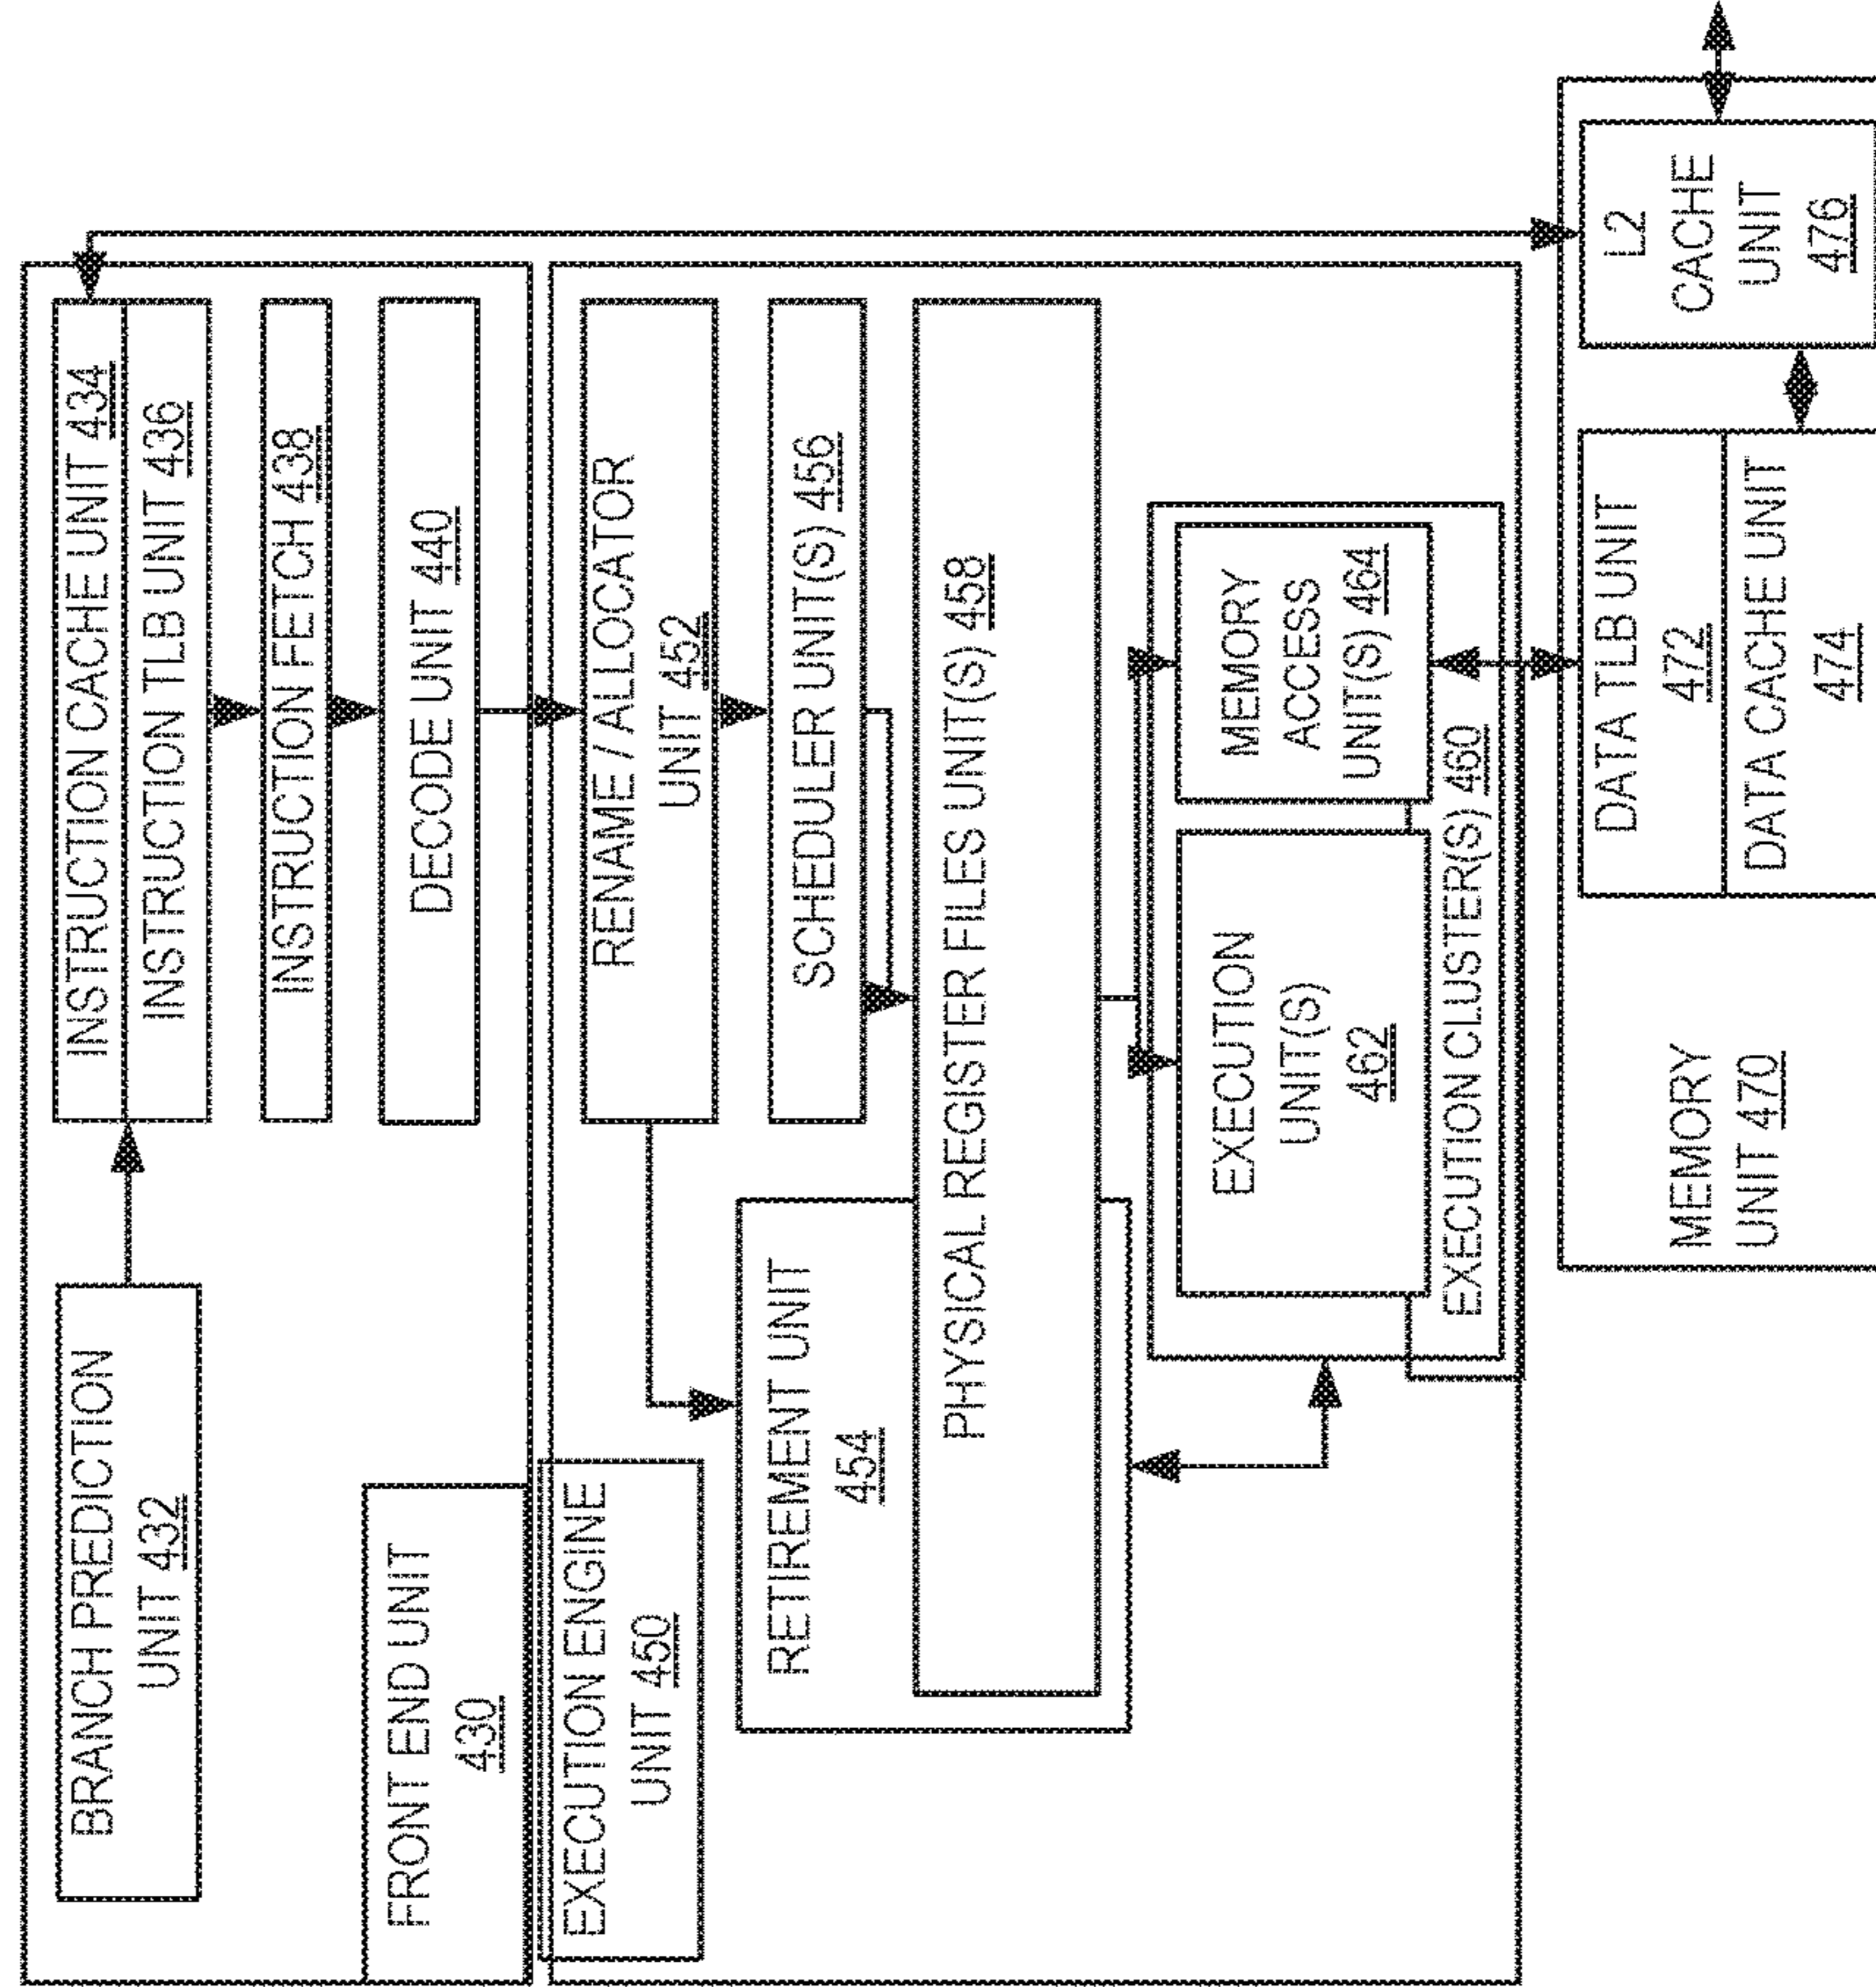 BRANCH PREDICTION
UNIT 432
INSTRUCTION CACHE UNIT 434
INSTRUCTION TLB UNIT 436
INSTRUCTION FETCH 438
FRONT END UNIT
430
DECODE UNIT 440
EXECUTION ENGINE
UNIT 450
RENAME / ALLOCATOR
UNIT 452
RETIREMENT UNIT
454
SCHEDULER UNIT(S) 456
PHYSICAL REGISTER FILES UNIT(S) 458
EXECUTION
UNIT(S)
462
MEMORY
ACCESS
UNIT(S) 464
EXECUTION CLUSTER(S) 460
MEMORY
UNIT 470
DATA TLB UNIT
472
DATA CACHE UNIT
474
L2
CACHE
UNIT
476